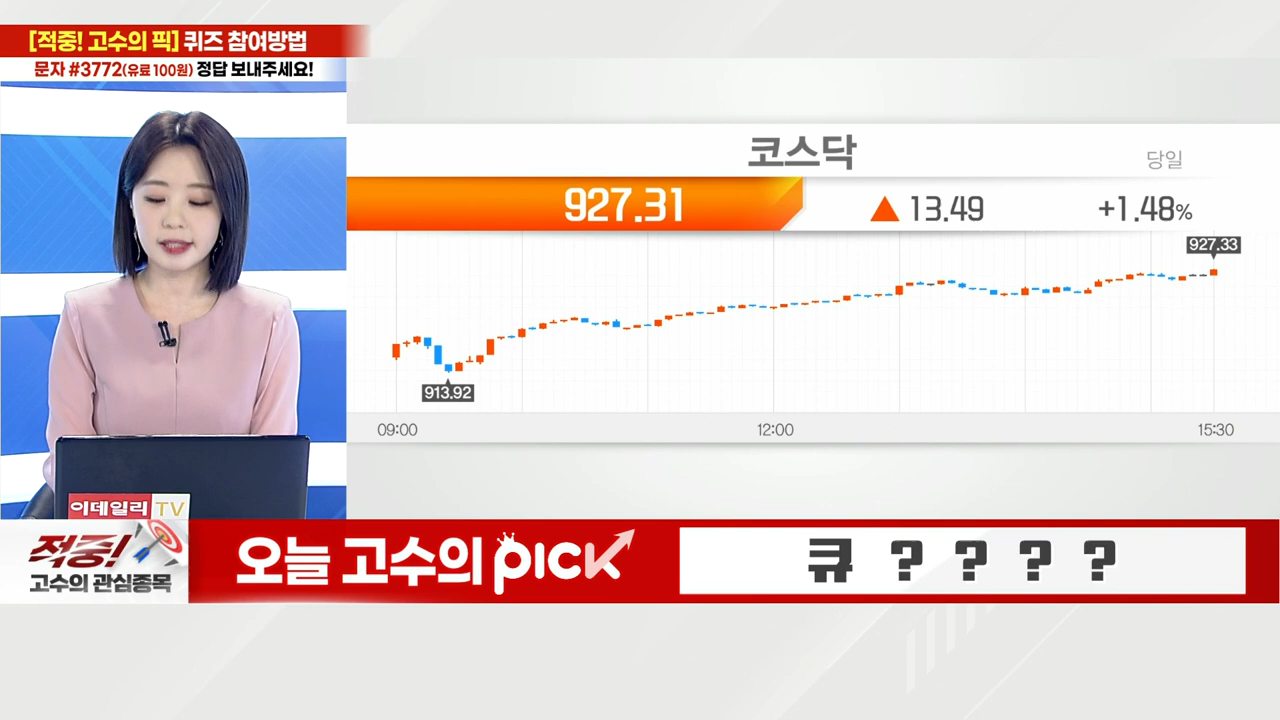 [적중! 고수의 픽] 퀴즈 참여방법
문자 #3772(유료 100원) 정답 보내주세요!
코스닥
당일
927.31
▲ 13.49
+1.48%
927.33
913.92
09:00
12:00
15:30
이데일리 TV
적중!
고수의 관심종목
오늘 고수의 PICK
큐 ? ? ? ?